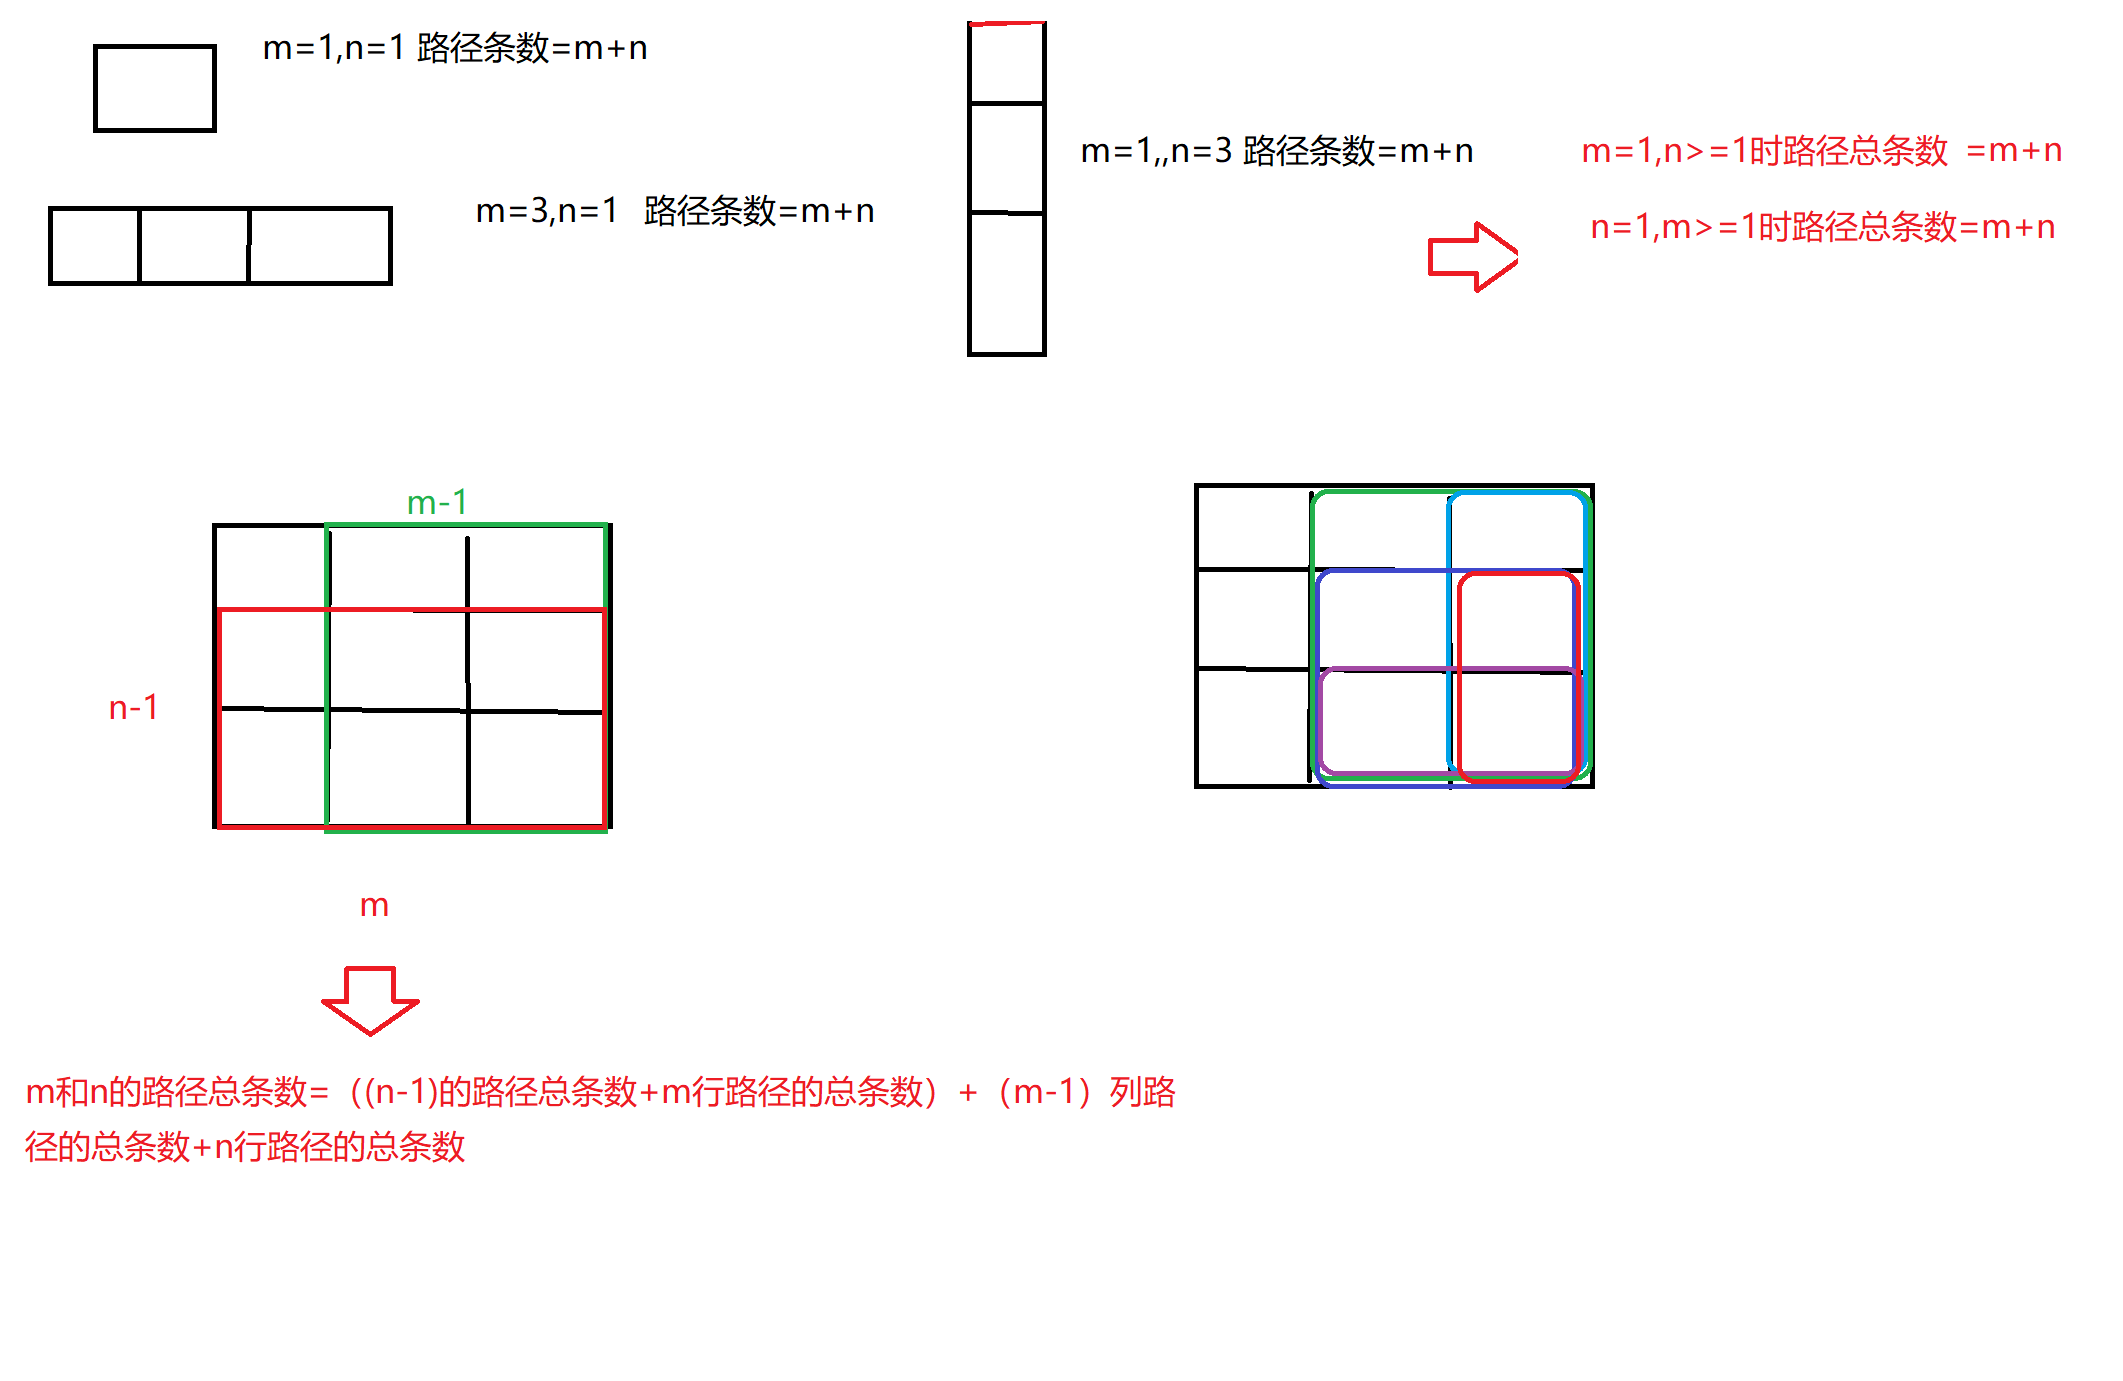 m=1,n=1 路径条数=m+n
m=3,n=1 路径条数=m+n
m=1,,n=3 路径条数=m+n
m=1,n>=1时路径总条数 =m+n
n=1,m>=1时路径总条数=m+n
m-1
n-1
m
m和n的路径总条数=（(n-1)的路径总条数+m行路径的总条数）+（m-1）列路
径的总条数+n行路径的总条数